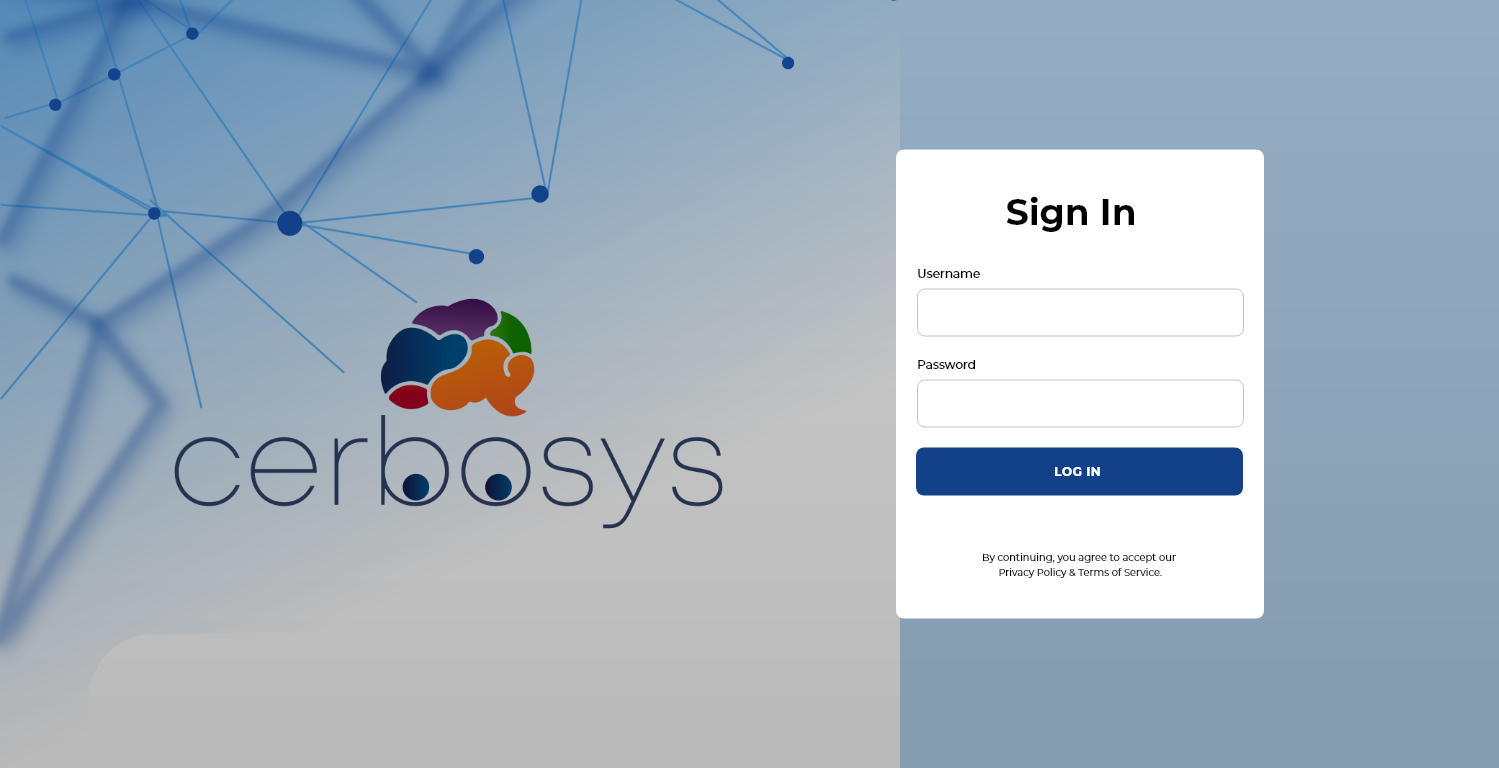 cerbosys
Sign In
Username
Password
LOG IN
By continuing, you agree to accept our
Privacy Policy & Terms of Service.